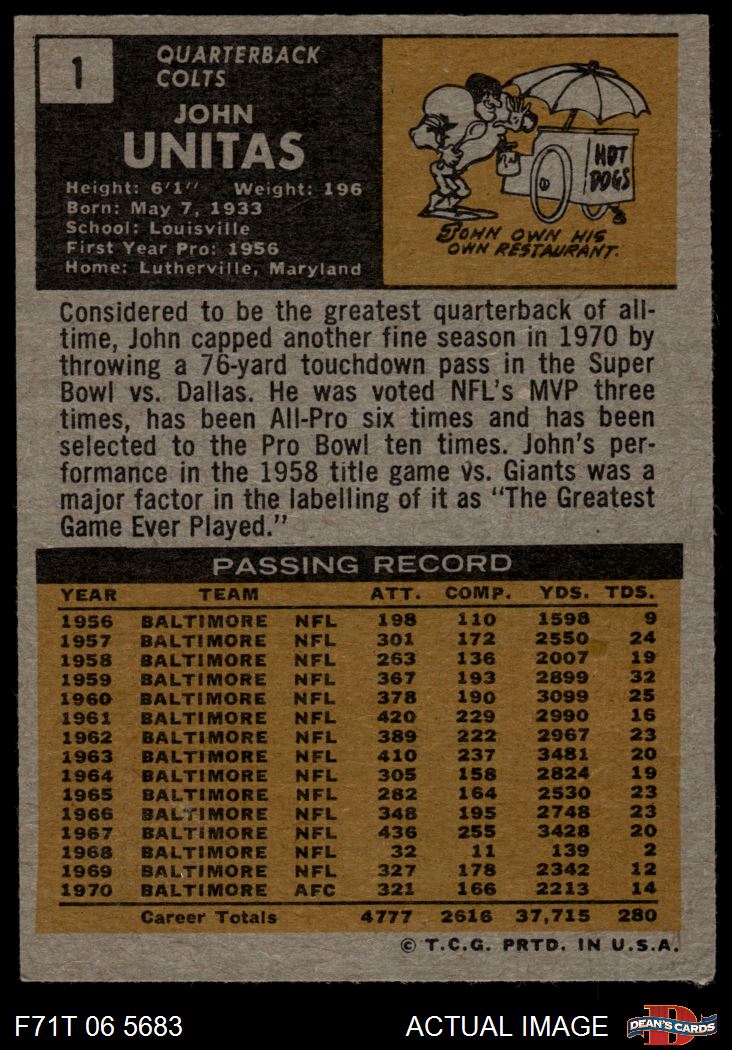 1
QUARTERBACK
COLTS
JOHN
UNITAS
Height: 6'1" Weight: 196
Born: May 7, 1933
School: Louisville
First Year Pro: 1956
Home: Lutherville, Maryland
HOT
DOGS
JOHN OWN HIS
OWN RESTAURANT.
Considered to be the greatest quarterback of all-
time, John capped another fine season in 1970 by
throwing a 76-yard touchdown pass in the Super
Bowl vs. Dallas. He was voted NFL's MVP three
times, has been All-Pro six times and has been
selected to the Pro Bowl ten times. John's per-
formance in the 1958 title game vs. Giants was a
major factor in the labelling of it as "The Greatest
Game Ever Played."
PASSING RECORD
YEAR TEAM ATT. COMP. YDS. TDS.
1956 BALTIMORE NFL 198 110 1598 9
1957 BALTIMORE NFL 301 172 2550 24
1958 BALTIMORE NFL 263 136 2007 19
1959 BALTIMORE NFL 367 193 2899 32
1960 BALTIMORE NFL 378 190 3099 25
1961 BALTIMORE NFL 420 229 2990 16
1962 BALTIMORE NFL 389 222 2967 23
1963 BALTIMORE NFL 410 237 3481 20
1964 BALTIMORE NFL 305 158 2824 19
1965 BALTIMORE NFL 282 164 2530 23
1966 BALTIMORE NFL 348 195 2748 23
1967 BALTIMORE NFL 436 255 3428 20
1968 BALTIMORE NFL 32 11 139 2
1969 BALTIMORE NFL 327 178 2342 12
1970 BALTIMORE AFC 321 166 2213 14
Career Totals 4777 2616 37,715 280
© T.C.G. PRTD. IN U.S.A.
F71T 06 5683 ACTUAL IMAGE D DEAN'S CARDS